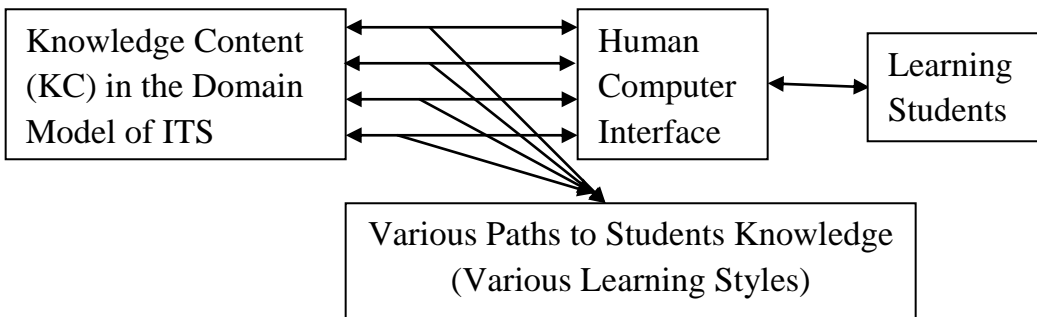 Knowledge Content
(KC) in the Domain
Model of ITS
Human
Computer
Interface
Learning
Students
Various Paths to Students Knowledge
(Various Learning Styles)